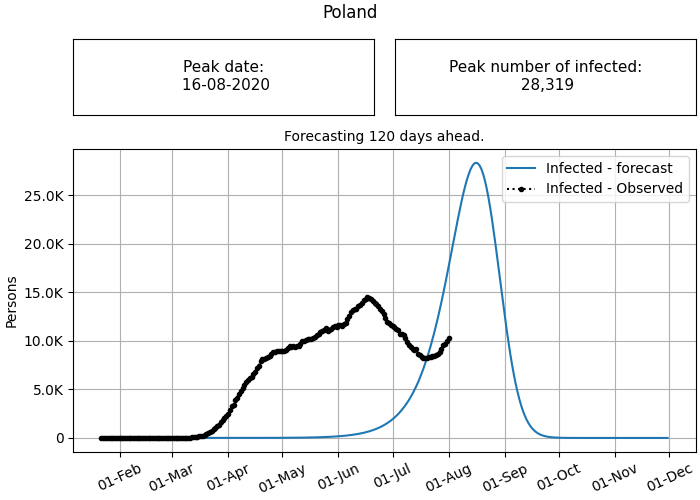 Poland
Peak date:
16-08-2020
Peak number of infected:
28,319
Forecasting 120 days ahead.
Infected - forecast
Infected - Observed
25.0K
20.0K
15.0K
10.0K
5.0K
0
Persons
01-Feb
01-Mar
01-Apr
01-May
01-Jun
01-Jul
01-Aug
01-Sep
01-Oct
01-Nov
01-Dec